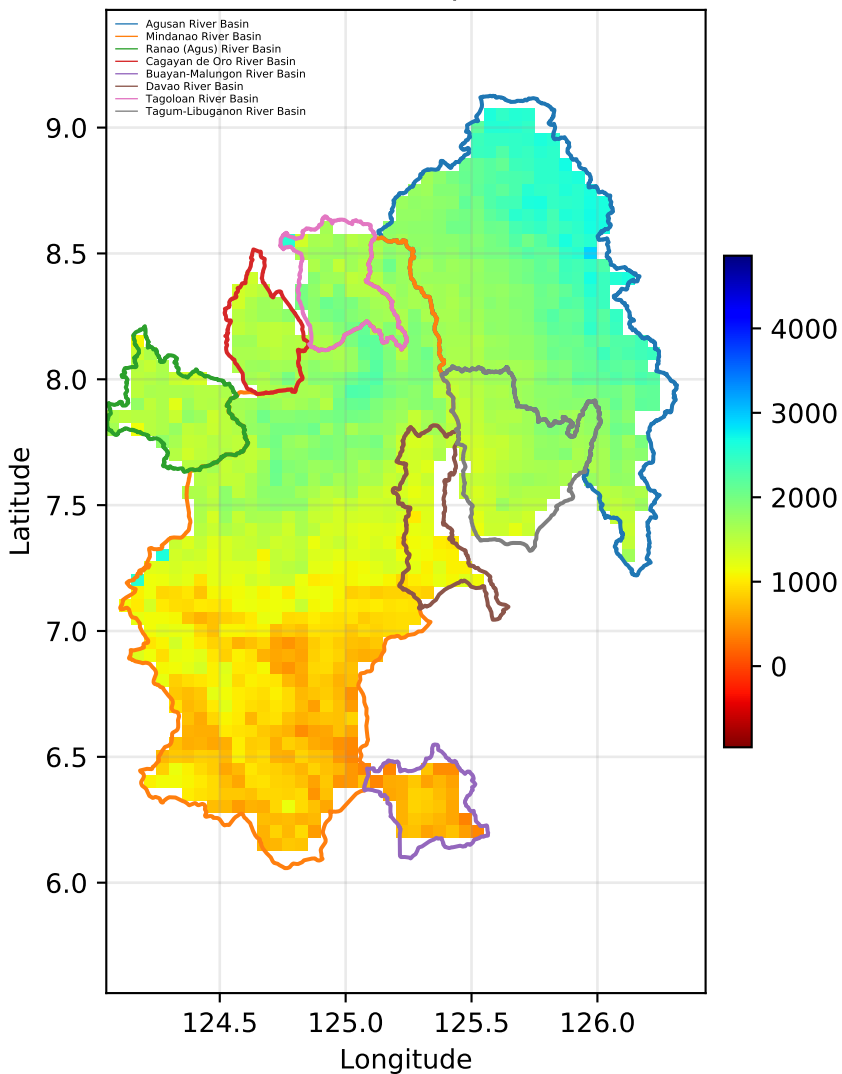 Agusan River Basin
Mindanao River Basin
Ranao (Agus) River Basin
Cagayan de Oro River Basin
Buayan-Malungon River Basin
Davao River Basin
Tagoloan River Basin
Tagum-Libuganon River Basin
9.0
8.5
8.0
7.5
7.0
6.5
6.0
Latitude
124.5 125.0 125.5 126.0
Longitude
4000
3000
2000
1000
0